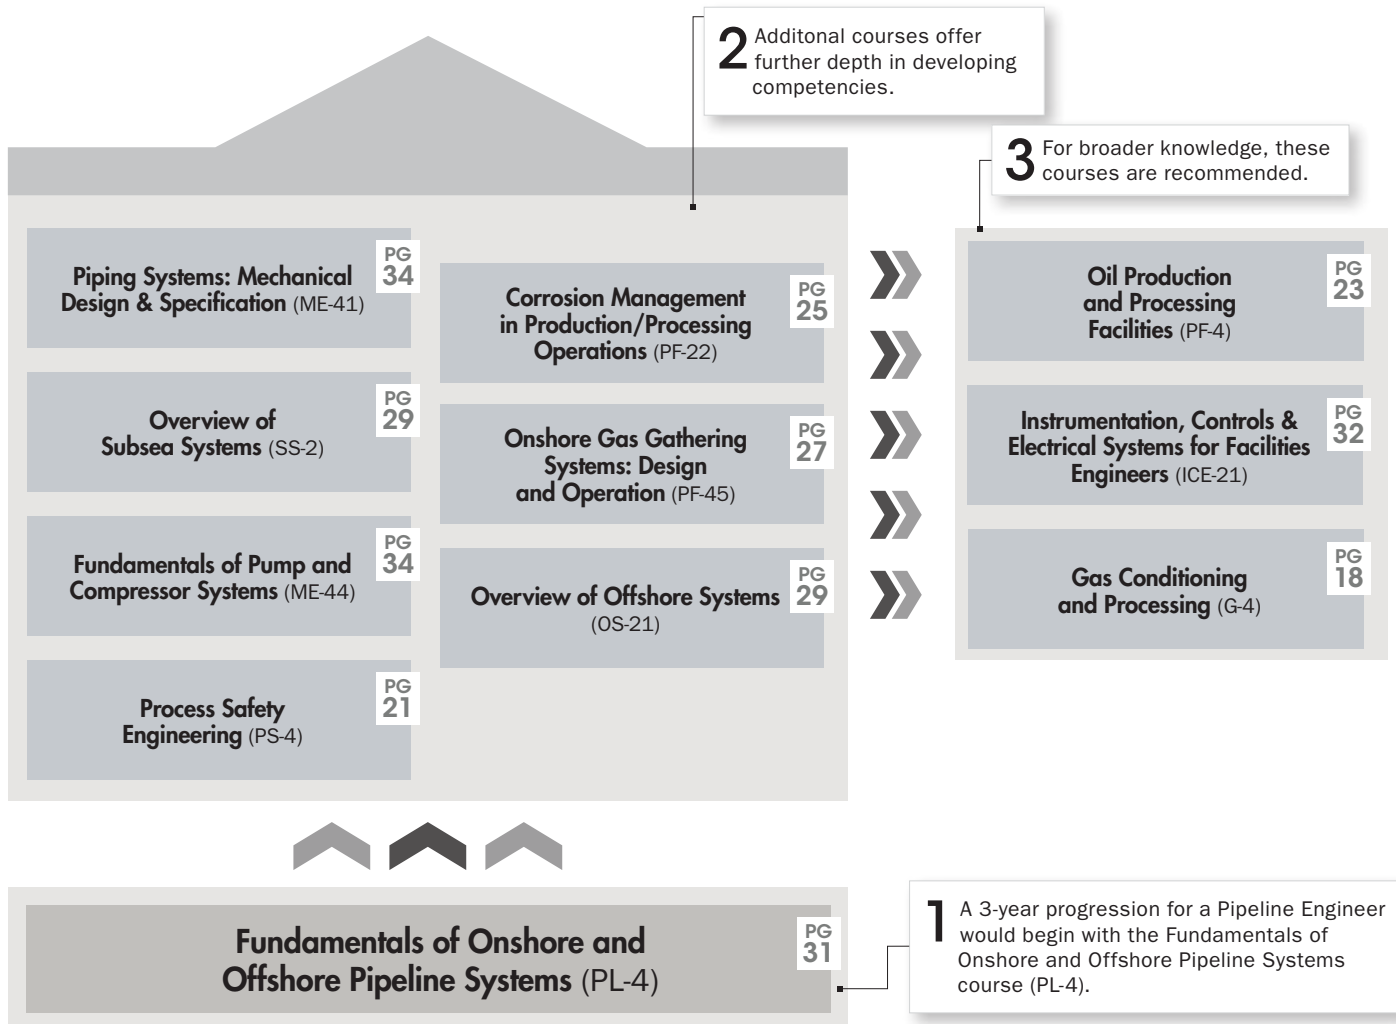 2 Additonal courses offer
further depth in developing
competencies.
3 For broader knowledge, these
courses are recommended.
Piping Systems: Mechanical
Design & Specification (ME-41)
PG
34
Overview of
Subsea Systems (SS-2)
PG
29
Fundamentals of Pump and
Compressor Systems (ME-44)
PG
34
Process Safety
Engineering (PS-4)
PG
21
Corrosion Management
in Production/Processing
Operations (PF-22)
PG
25
Onshore Gas Gathering
Systems: Design
and Operation (PF-45)
PG
27
Overview of Offshore Systems
(OS-21)
PG
29
Oil Production
and Processing
Facilities (PF-4)
PG
23
Instrumentation, Controls &
Electrical Systems for Facilities
Engineers (ICE-21)
PG
32
Gas Conditioning
and Processing (G-4)
PG
18
Fundamentals of Onshore and
Offshore Pipeline Systems (PL-4)
PG
31
1 A 3-year progression for a Pipeline Engineer
would begin with the Fundamentals of
Onshore and Offshore Pipeline Systems
course (PL-4).